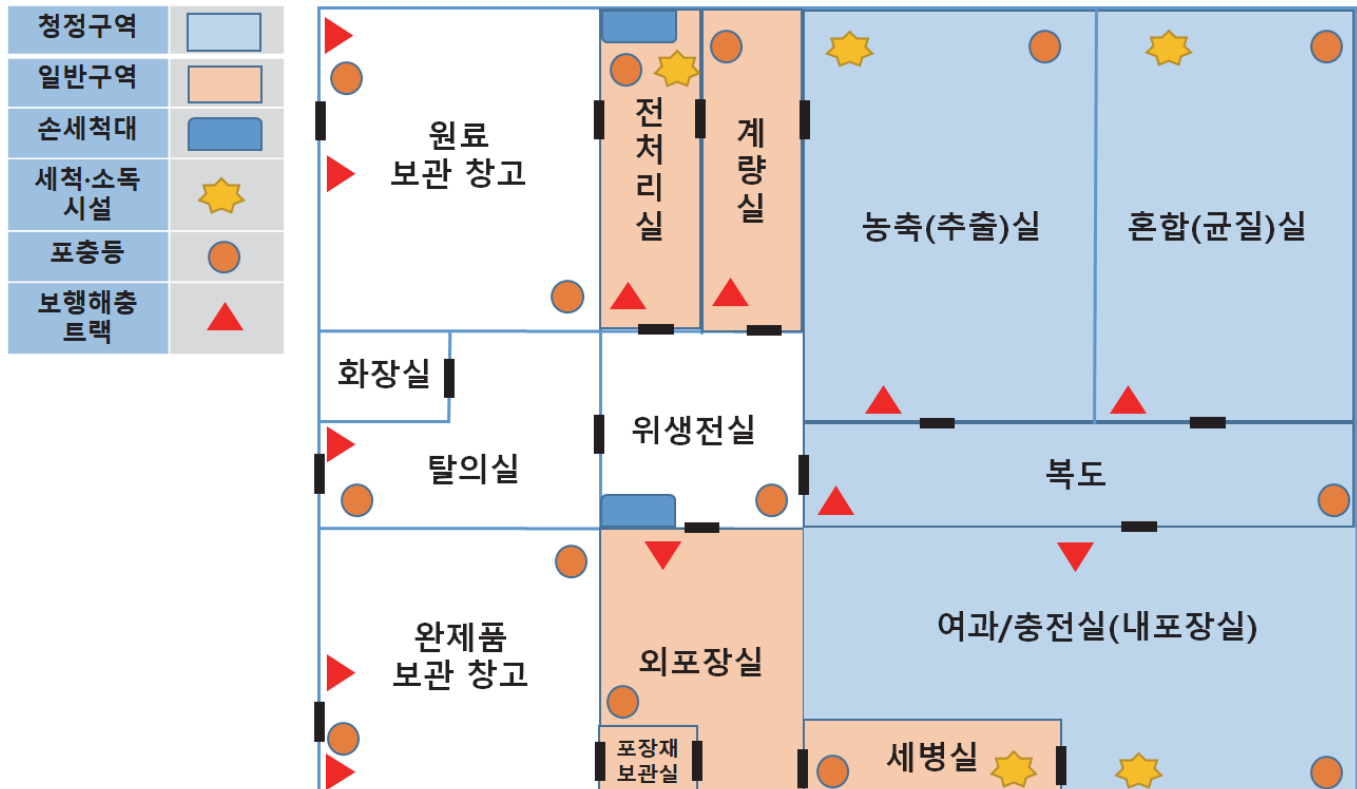 청정구역
일반구역
손세척대
세척·소독
시설
포충등
보행해충
트랙
원료
보관 창고
전
처
리
실
계
량
실
농축(추출)실
혼합(균질)실
화장실
탈의실
위생전실
복도
완제품
보관 창고
외포장실
여과/충전실(내포장실)
포장재
보관실
세병실